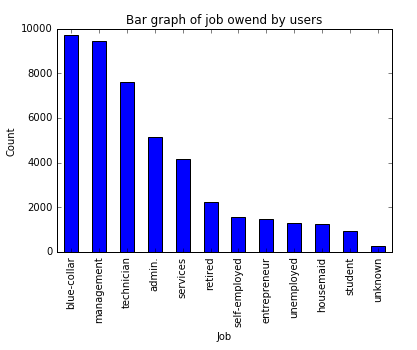 Bar graph of job owend by users
10000
8000
6000
4000
2000
0
Count
blue-collar
management
technician
admin.
services
retired
self-employed
entrepreneur
unemployed
housemaid
student
unknown
Job